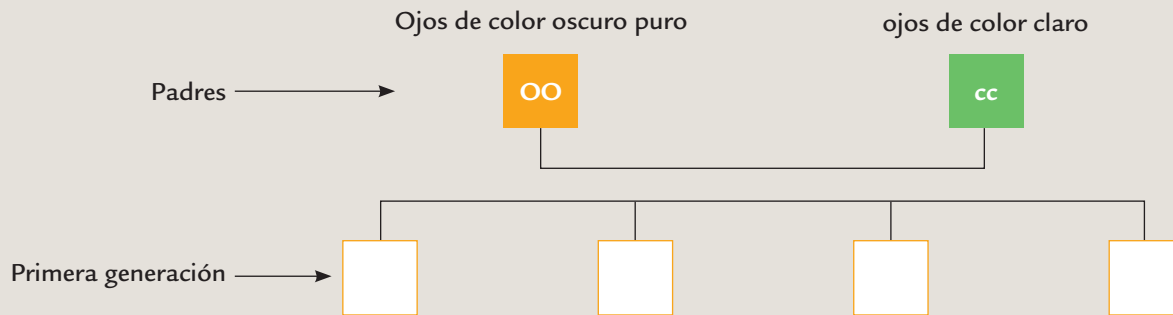 Ojos de color oscuro puro
ojos de color claro
Padres
OO
cc
Primera generación